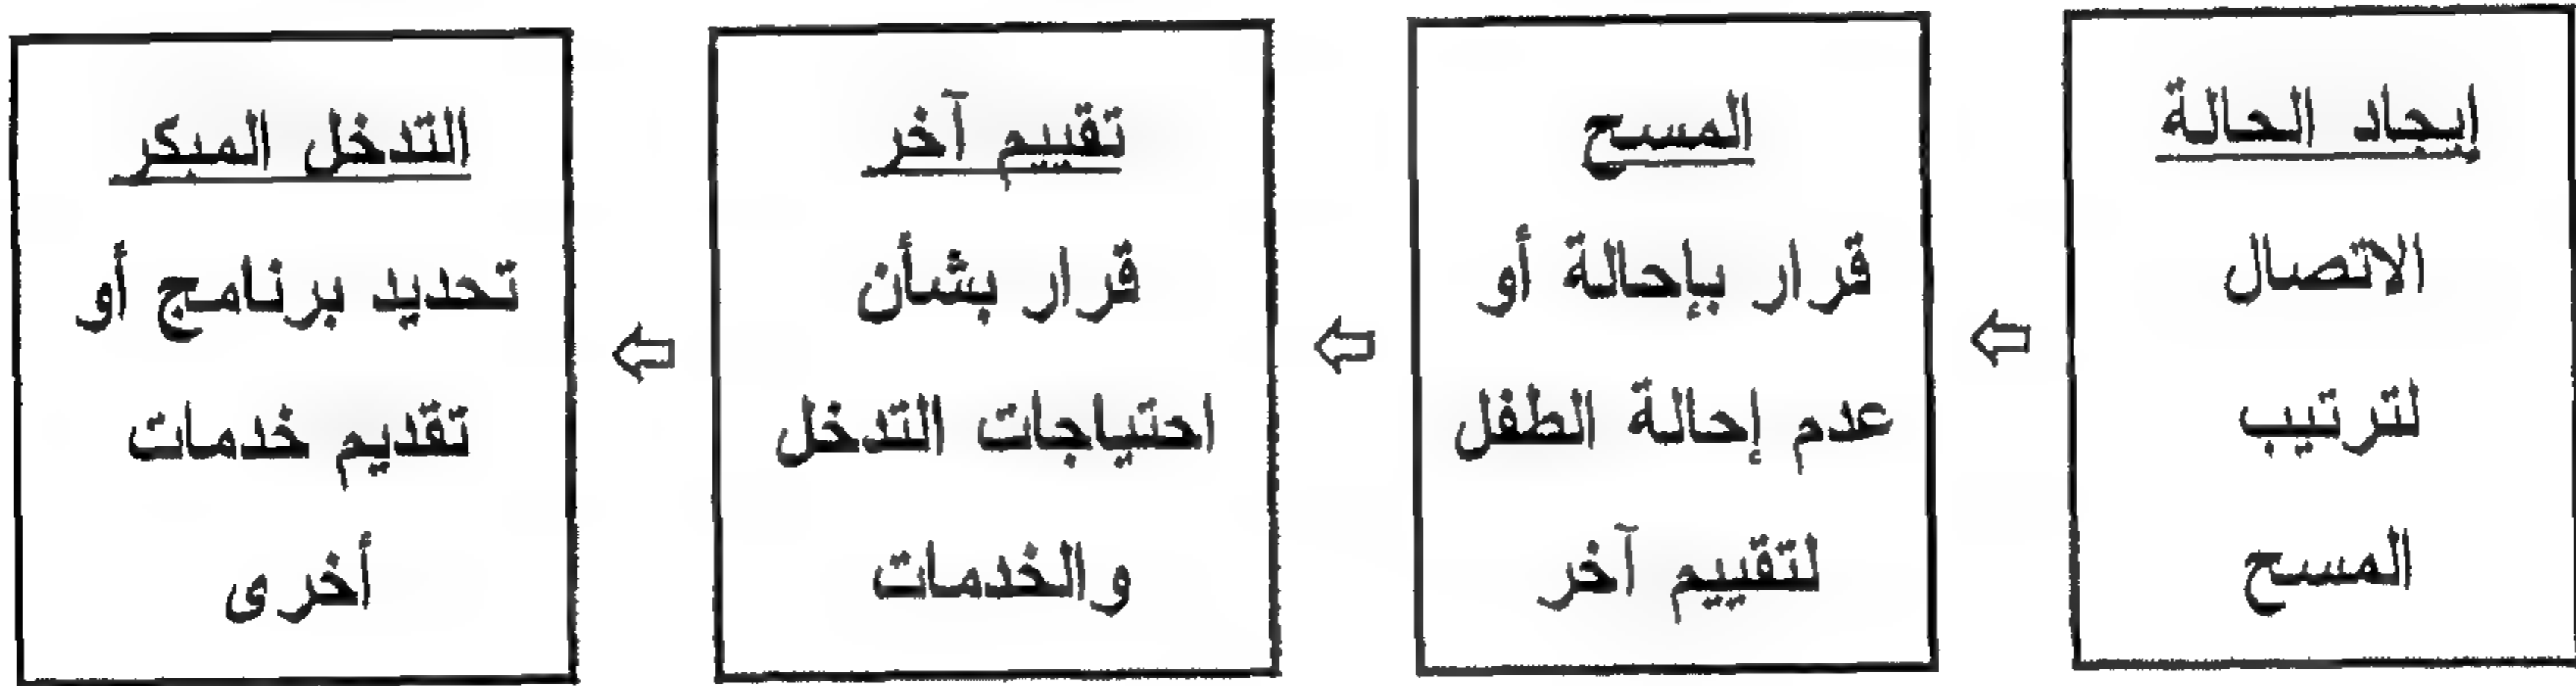 إيجاد الحالة
الاتصال
لترتيب
المسح
المسح
قرار بإحالة أو
عدم إحالة الطفل
لتقييم آخر
تقييم آخر
قرار بشأن
احتياجات التدخل
والخدمات
التدخل المبكر
تحديد برنامج أو
تقديم خدمات
أخرى